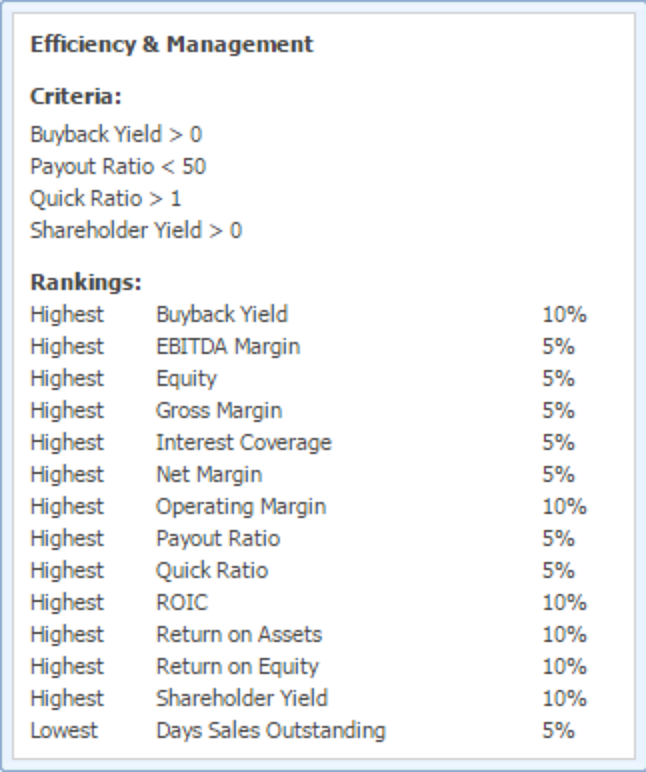 Efficiency & Management
Criteria:
Buyback Yield > 0
Payout Ratio < 50
Quick Ratio > 1
Shareholder Yield > 0
Rankings:
Highest Buyback Yield 10%
Highest EBITDA Margin 5%
Highest Equity 5%
Highest Gross Margin 5%
Highest Interest Coverage 5%
Highest Net Margin 5%
Highest Operating Margin 10%
Highest Payout Ratio 5%
Highest Quick Ratio 5%
Highest ROIC 10%
Highest Return on Assets 10%
Highest Return on Equity 10%
Highest Shareholder Yield 10%
Lowest Days Sales Outstanding 5%